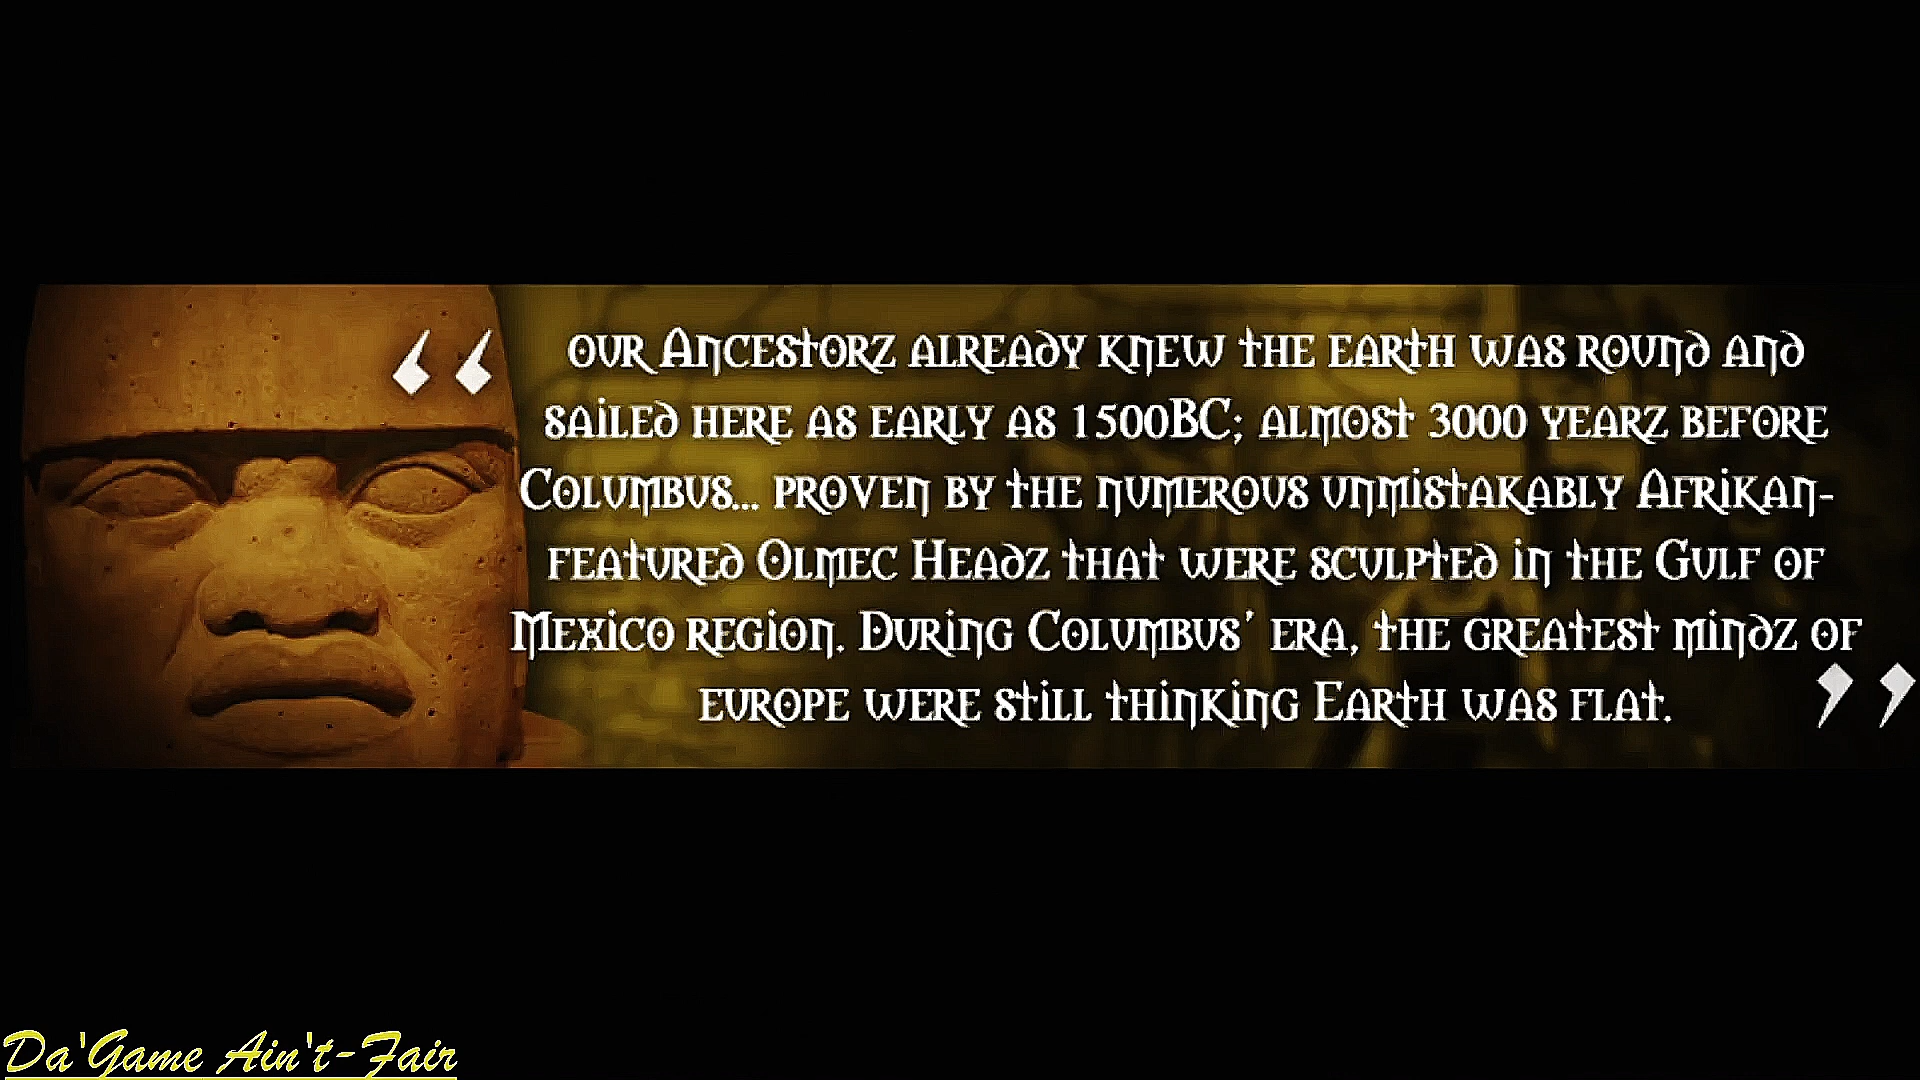 “ our Ancestorz already knew the earth was round and
sailed here as early as 1500BC; almost 3000 yearz before
Columbus... proven by the numerous unmistakably Afrikan-
featured Olmec Headz that were sculpted in the Gulf of
Mexico region. During Columbus' era, the greatest mindz of
europe were still thinking Earth was flat. ”
Da'Game Ain't-Fair